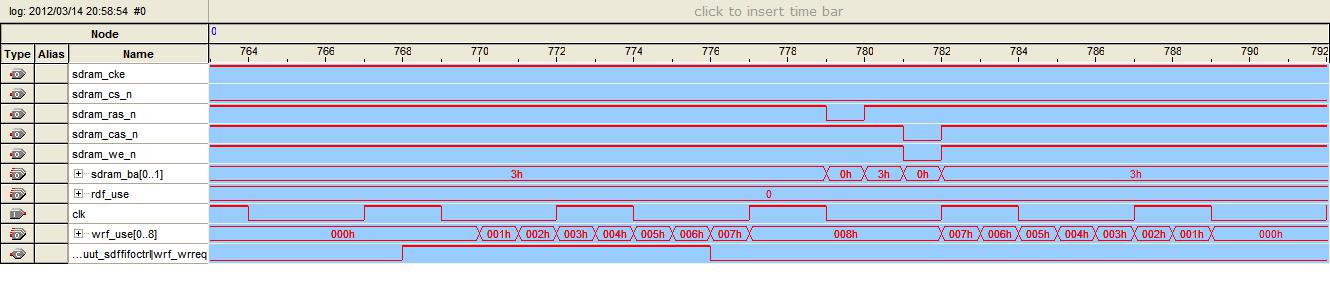 log: 2012/03/14 20:58:54 #0
click to insert time bar
Node
0
Type Alias Name
764 766 768 770 772 774 776 778 780 782 784 786 788 790 792
sdram_cke
sdram_cs_n
sdram_ras_n
sdram_cas_n
sdram_we_n
sdram_ba[0..1] 3h 0h 3h 0h 3h
rdf_use 0
clk
wrf_use[0..8] 000h 001h 002h 003h 004h 005h 006h 007h 008h 007h 006h 005h 004h 003h 002h 001h 000h
...uut_sdffifoctrl|wrf_wrreq